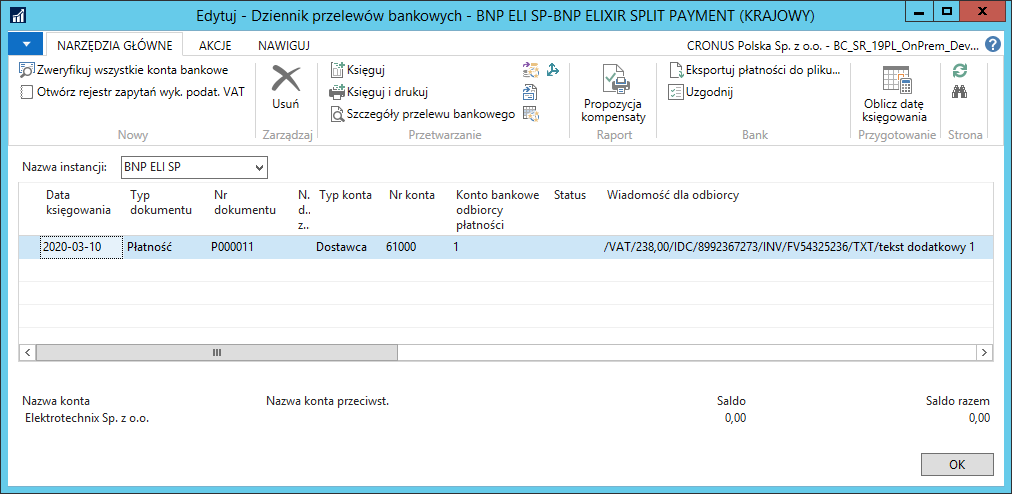 Edytuj - Dziennik przelewów bankowych - BNP ELI SP-BNP ELIXIR SPLIT PAYMENT (KRAJOWY)
NARZĘDZIA GŁÓWNE AKCJE NAWIGUJ CRONUS Polska Sp. z o.o. - BC_SR_19PL_OnPrem_Dev... ?
Zweryfikuj wszystkie konta bankowe
Otwórz rejestr zapytań wyk. podat. VAT
Nowy
Usuń
Zarządzaj
Księguj
Księguj i drukuj
Szczegóły przelewu bankowego
Przetwarzanie
Propozycja
kompensaty
Raport
Eksportuj płatności do pliku...
Uzgodnij
Bank
Oblicz datę
księgowania
Przygotowanie
Strona
Nazwa instancji: BNP ELI SP
Data księgowania
Typ dokumentu
Nr dokumentu
N. d.. z..
Typ konta
Nr konta
Konto bankowe odbiorcy płatności
Status
Wiadomość dla odbiorcy
2020-03-10 Płatność P000011 Dostawca 61000 1 /VAT/238,00/IDC/8992367273/INV/FV54325236/TXT/tekst dodatkowy 1
Nazwa konta Nazwa konta przeciwst. Saldo Saldo razem
Elektrotechnix Sp. z o.o. 0,00 0,00
OK